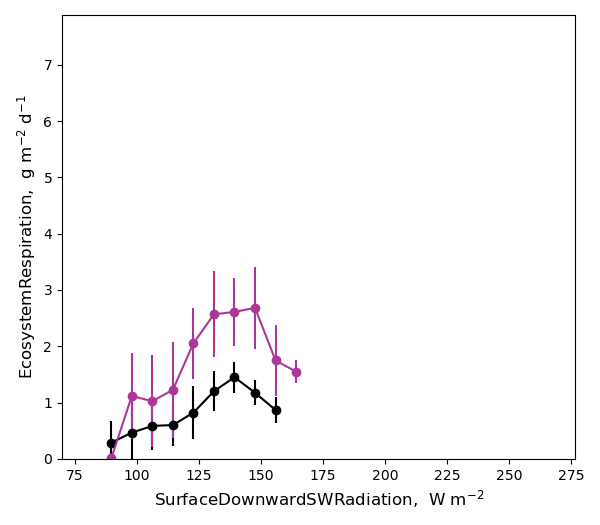 7
6
5
4
3
2
1
0
EcosystemRespiration,  g m⁻² d⁻¹
75 100 125 150 175 200 225 250 275
SurfaceDownwardSWRadiation,  W m⁻²